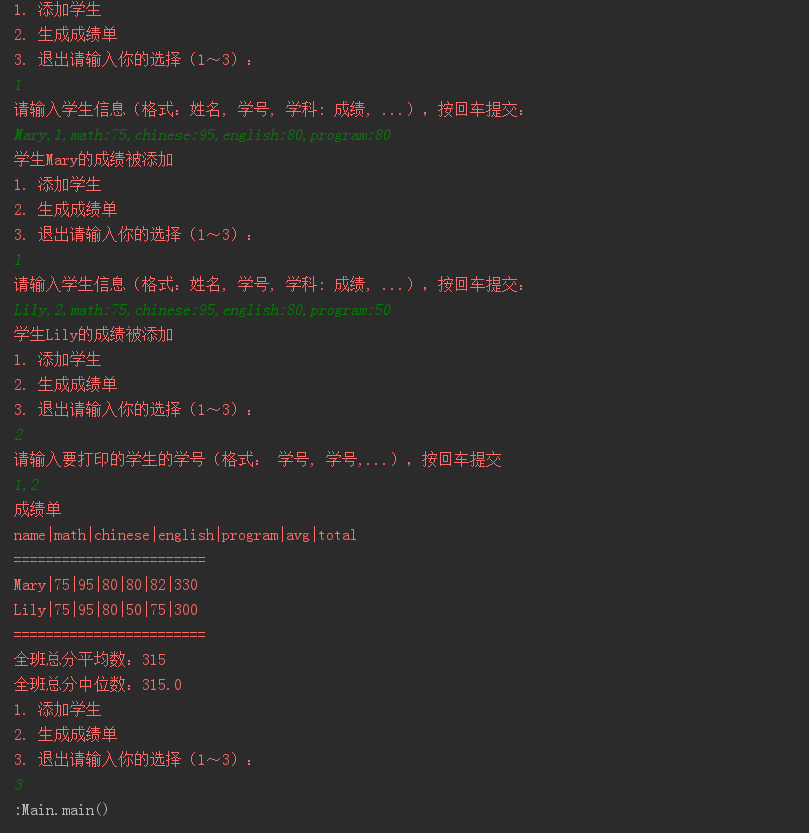 1. 添加学生
2. 生成成绩单
3. 退出请输入你的选择（1～3）：
1
请输入学生信息（格式：姓名, 学号, 学科: 成绩, ...），按回车提交：
Mary,1,math:75,chinese:95,english:80,program:80
学生Mary的成绩被添加
1. 添加学生
2. 生成成绩单
3. 退出请输入你的选择（1～3）：
1
请输入学生信息（格式：姓名, 学号, 学科: 成绩, ...），按回车提交：
Lily,2,math:75,chinese:95,english:80,program:50
学生Lily的成绩被添加
1. 添加学生
2. 生成成绩单
3. 退出请输入你的选择（1～3）：
2
请输入要打印的学生的学号（格式： 学号, 学号,...），按回车提交
1,2
成绩单
name|math|chinese|english|program|avg|total
========================
Mary|75|95|80|80|82|330
Lily|75|95|80|50|75|300
========================
全班总分平均数：315
全班总分中位数：315.0
1. 添加学生
2. 生成成绩单
3. 退出请输入你的选择（1～3）：
3
:Main.main()